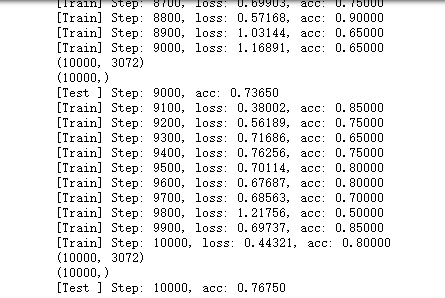 [Train] Step: 8700, loss: 0.69903, acc: 0.75000
[Train] Step: 8800, loss: 0.57168, acc: 0.90000
[Train] Step: 8900, loss: 1.03144, acc: 0.65000
[Train] Step: 9000, loss: 1.16891, acc: 0.65000
(10000, 3072)
(10000,)
[Test ] Step: 9000, acc: 0.73650
[Train] Step: 9100, loss: 0.38002, acc: 0.85000
[Train] Step: 9200, loss: 0.56189, acc: 0.75000
[Train] Step: 9300, loss: 0.71686, acc: 0.65000
[Train] Step: 9400, loss: 0.76256, acc: 0.75000
[Train] Step: 9500, loss: 0.70114, acc: 0.80000
[Train] Step: 9600, loss: 0.67687, acc: 0.80000
[Train] Step: 9700, loss: 0.68563, acc: 0.70000
[Train] Step: 9800, loss: 1.21756, acc: 0.50000
[Train] Step: 9900, loss: 0.69737, acc: 0.85000
[Train] Step: 10000, loss: 0.44321, acc: 0.80000
(10000, 3072)
(10000,)
[Test ] Step: 10000, acc: 0.76750